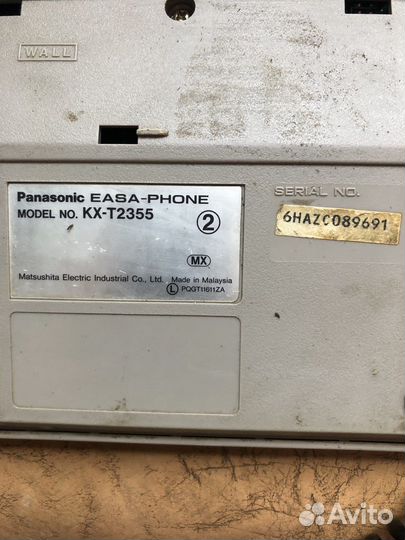 WALL
Panasonic EASA-PHONE
MODEL NO. KX-T2355
2
MX
Matsushita Electric Industrial Co., Ltd. Made in Malaysia
L PQGT11611ZA
SERIAL NO.
6HAZC089691
Avito